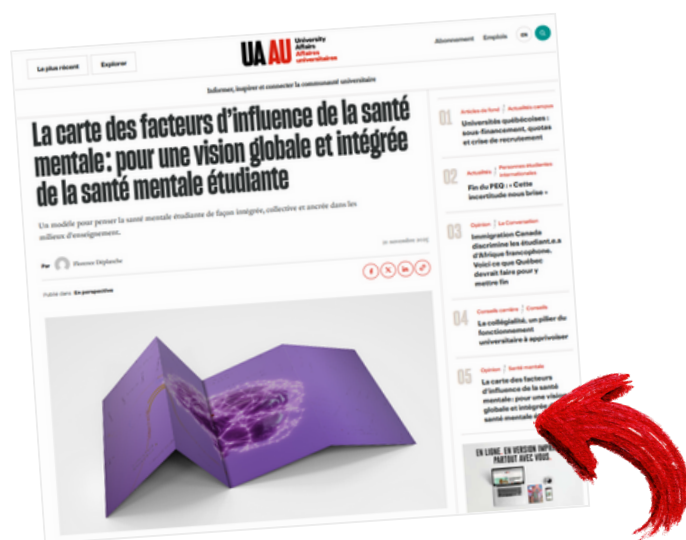 Le plus récent
Explorer
UA AU
University
Affairs
Affaires
universitaires
Abonnement
Emplois
EN
Informer, inspirer et connecter la communauté universitaire
La carte des facteurs d'influence de la santé
mentale : pour une vision globale et intégrée
de la santé mentale étudiante
Un modèle pour penser la santé mentale étudiante de façon intégrée, collective et ancrée dans les
milieux d'enseignement.
Par
Florence Déplanche
novembre 2025
Publié dans: En perspective
01
Articles de fond / Actualités campus
Universités québécoises :
sous-financement, quotas
et crise de recrutement
02
Actualités / Personnes étudiantes
internationales
Fin du PEQ : « Cette
incertitude nous brise »
03
Opinion / La Conversation
Immigration Canada
discrimine les étudiant.e.s
d'Afrique francophone.
Voici ce que Québec
devrait faire pour y
mettre fin
04
Conseils carrière / Conseils
La collégialité, un pilier du
fonctionnement
universitaire à apprivoiser
05
Opinion / Santé mentale
La carte des facteurs
d'influence de la santé
mentale : pour une vision
globale et intégrée
santé mentale
EN LIGNE. EN VERSION
PARTOUT AVEC VOUS.